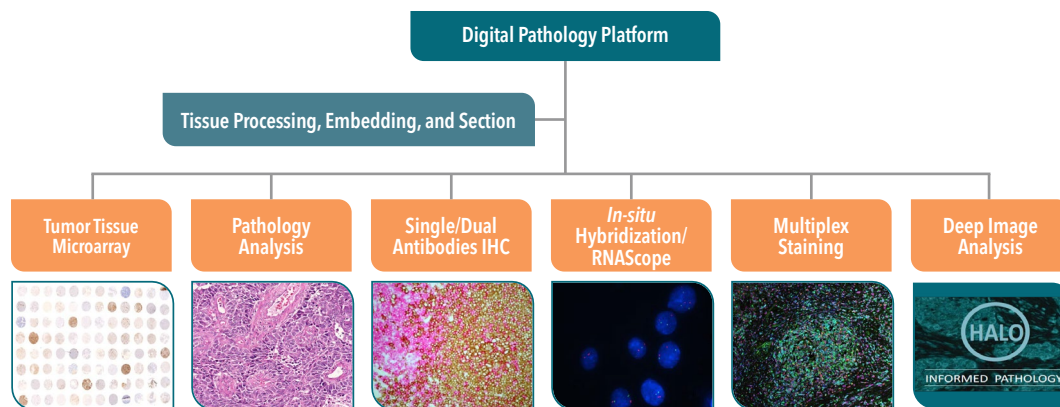 Digital Pathology Platform
Tissue Processing, Embedding, and Section
Tumor Tissue
Microarray
Pathology
Analysis
Single/Dual
Antibodies IHC
In-situ
Hybridization/
RNAScope
Multiplex
Staining
Deep Image
Analysis
HALO
INFORMED PATHOLOGY